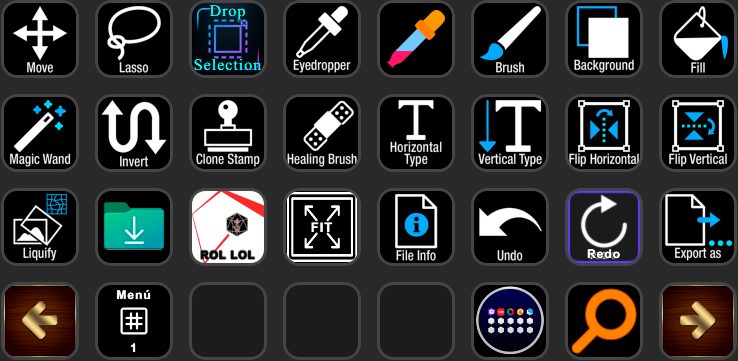 Move
Lasso
Drop
Selection
Eyedropper
Brush
Background
Fill
Magic Wand
Invert
Clone Stamp
Healing Brush
Horizontal
Type
Vertical Type
Flip Horizontal
Flip Vertical
Liquify
ROL LOL
FIT
File Info
Undo
Redo
Export as
Menú
1